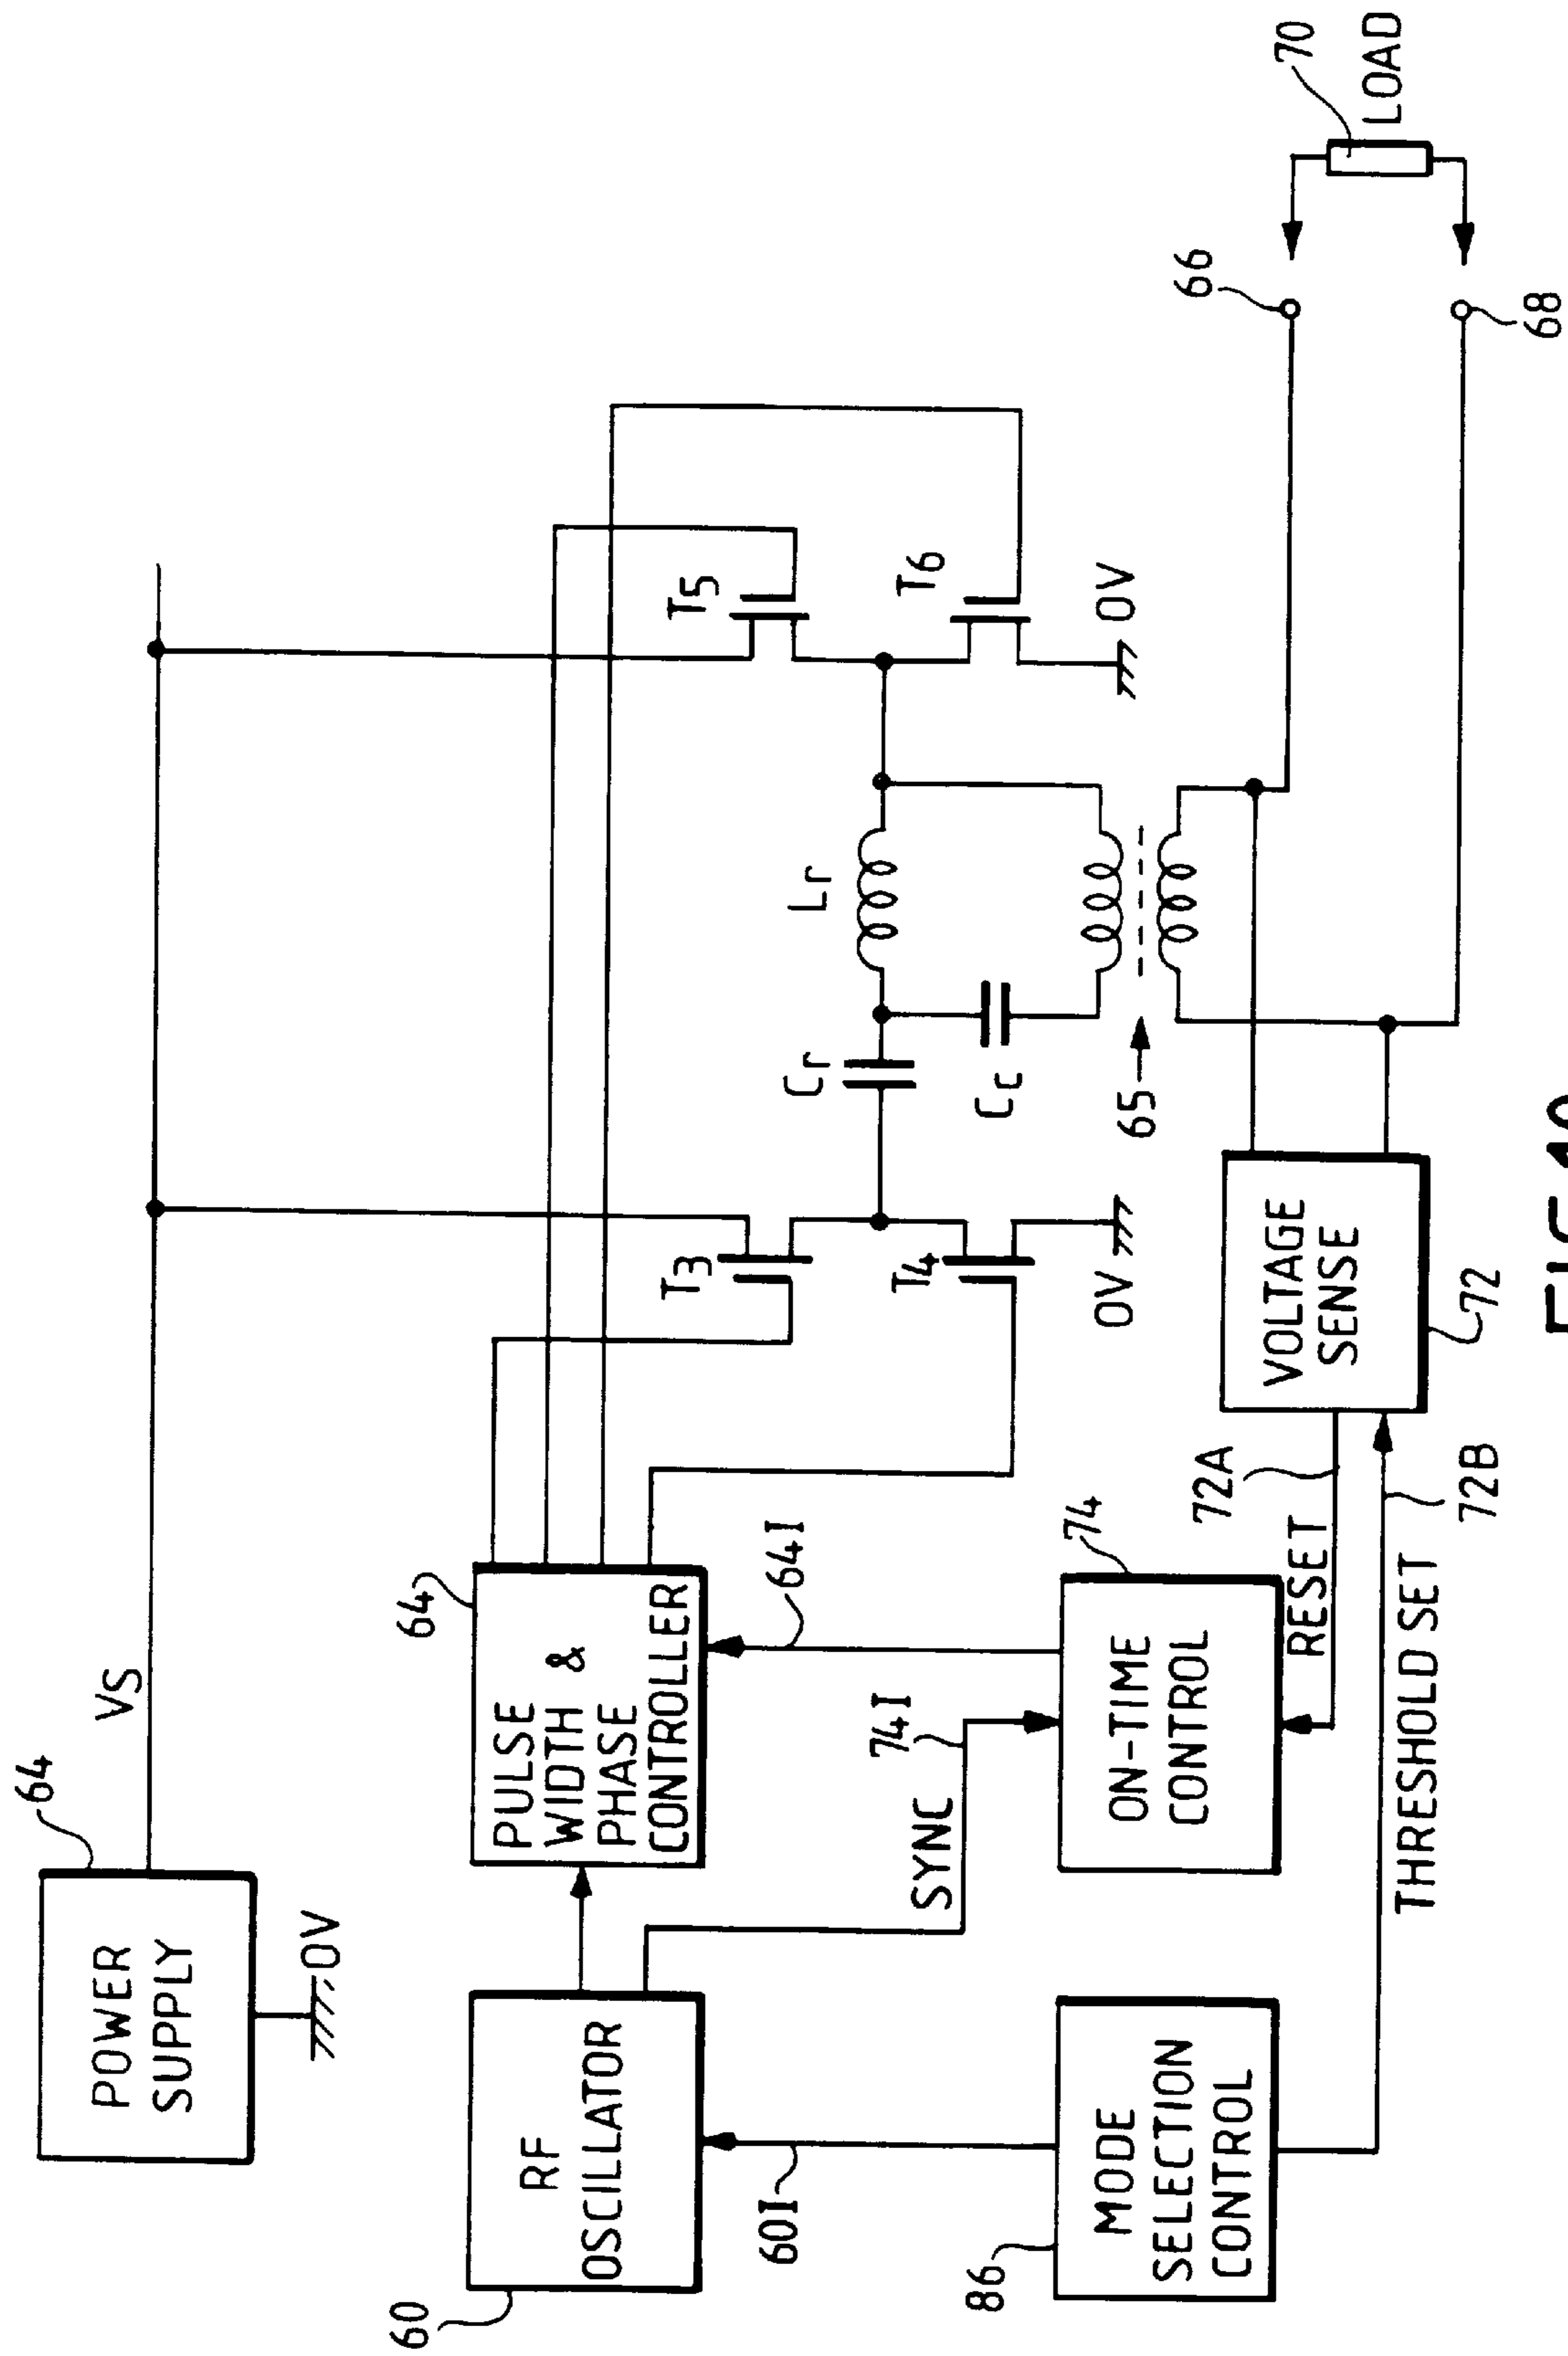 64
POWER
SUPPLY
VS
0V
60
RF
OSCILLATOR
64
PULSE
WIDTH &
PHASE
CONTROLLER
60I
SYNC
74I
64I
86
MODE
SELECTION
CONTROL
74
ON-TIME
CONTROL
RESET
72A
THRESHOLD SET
72B
VOLTAGE
SENSE
72
T3
T4
0V
Cr
Lr
Cc
65
T5
T6
0V
66
68
70
LOAD